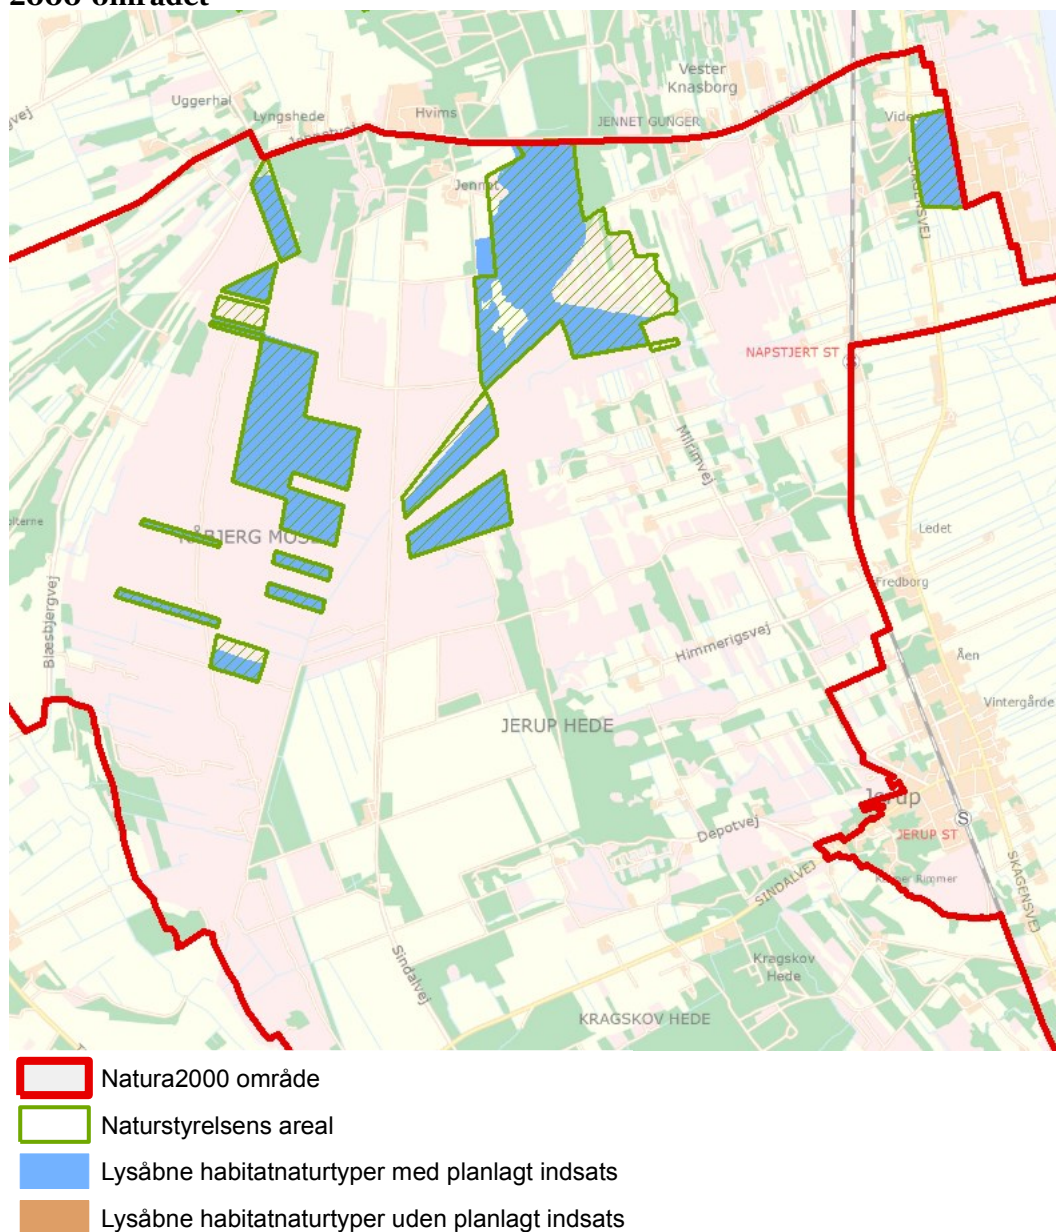 2000-området
Vester
Knasborg
Uggerhal
Hvims
Lyngshede
JENNET GUNGER
Jennet
SKAGENSVEJ
NAPSTJERT ST
Milrimvej
Ledet
Fredborg
Blæsbjergvej
Himmerigsvej
Åen
Vintergårde
JERUP HEDE
Jerup
S
Depotvej
JERUP ST
SINDALVEJ
SKAGENSVEJ
Kragskov
Hede
Sindalvej
KRAGSKOV HEDE
Natura2000 område
Naturstyrelsens areal
Lysåbne habitatnaturtyper med planlagt indsats
Lysåbne habitatnaturtyper uden planlagt indsats